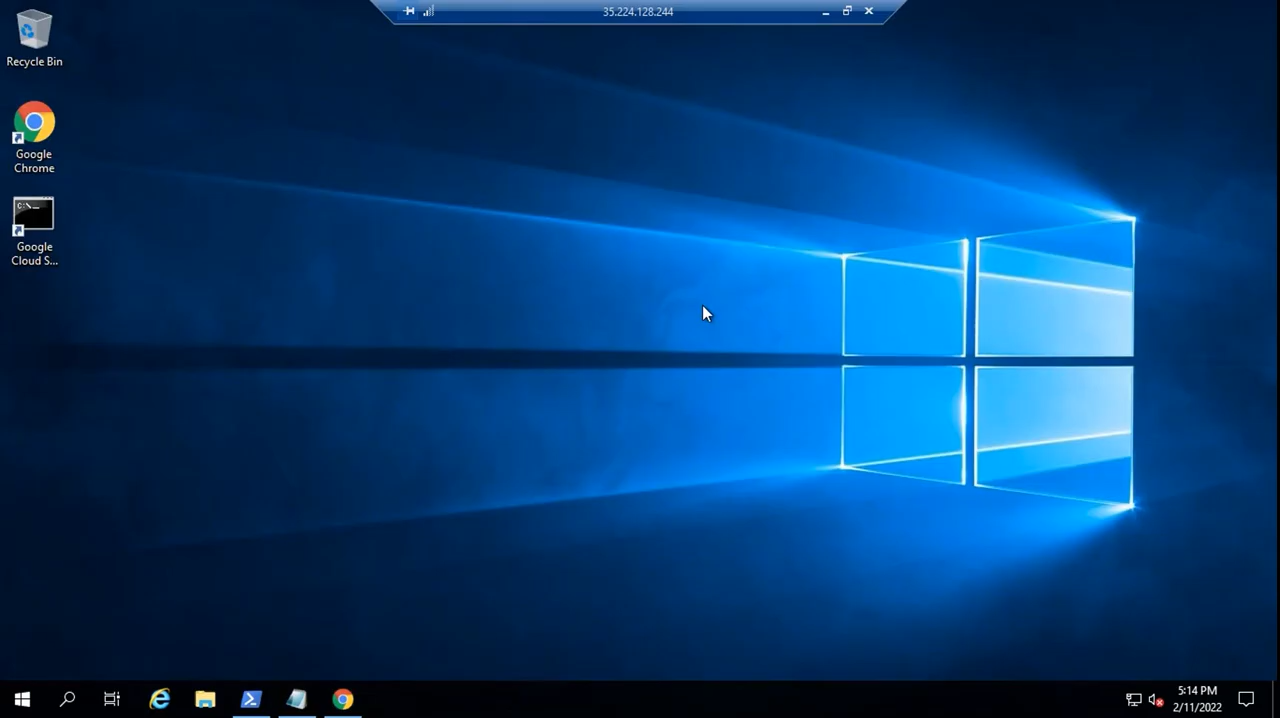 35.224.128.244
Recycle Bin
Google
Chrome
C:\.
Google
Cloud S...
5:14 PM
2/11/2022